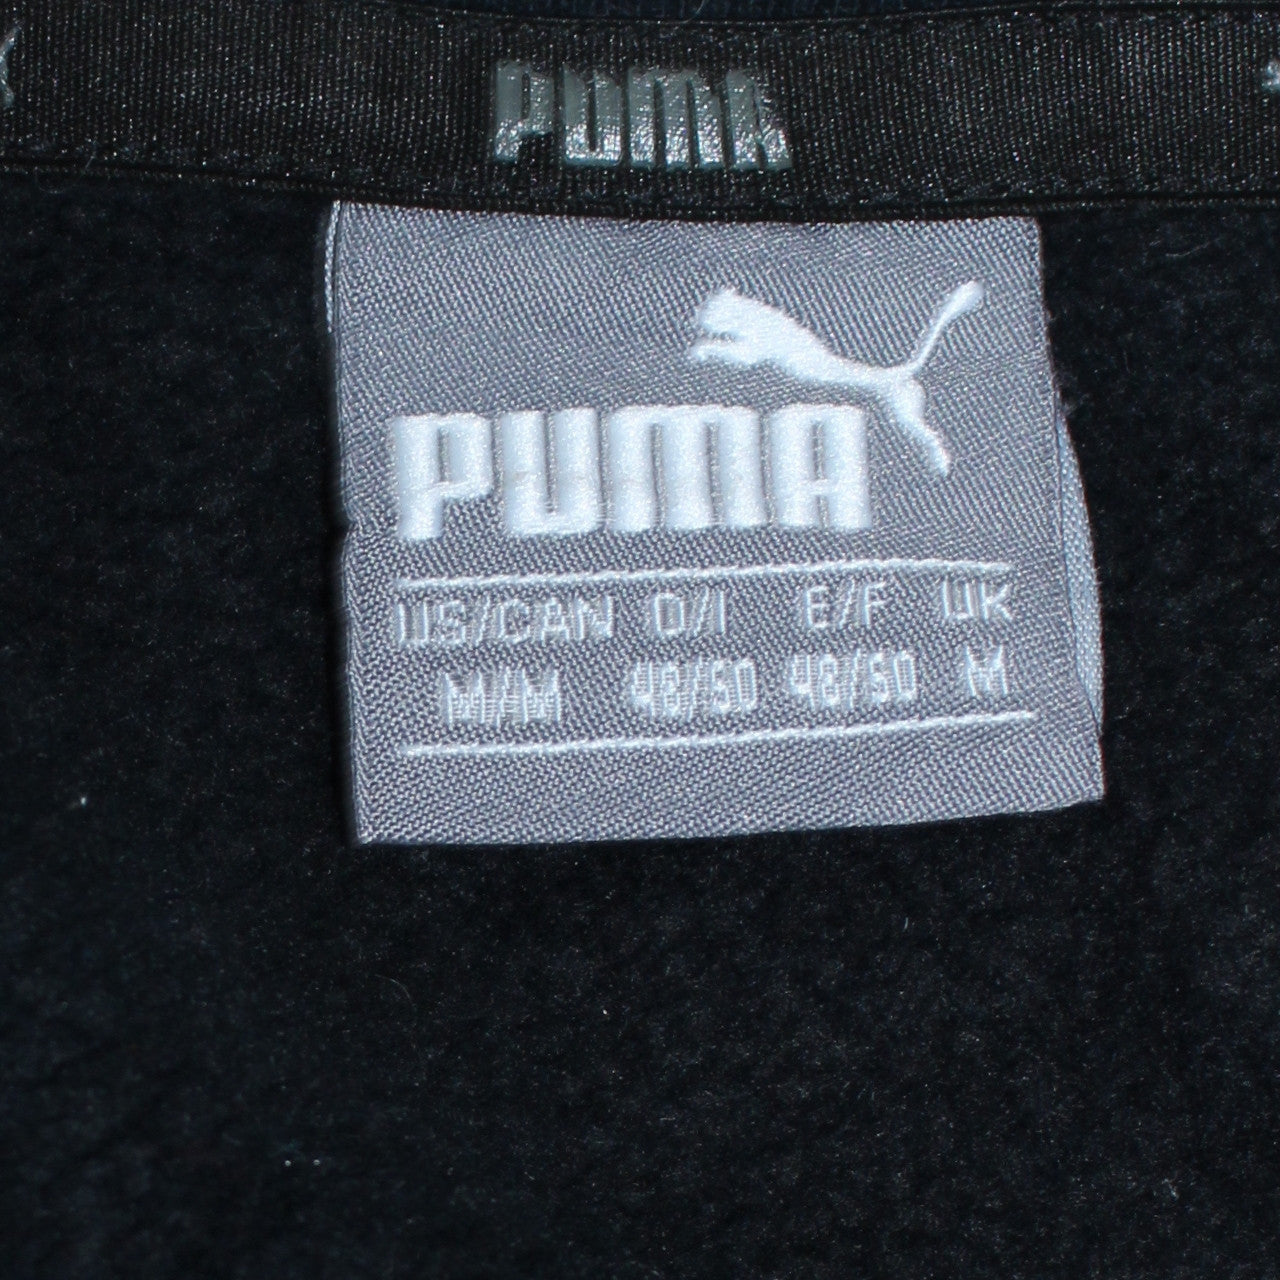 PUMA
PUMA
US/CAN D/I E/F UK
M/M 48/50 48/50 M